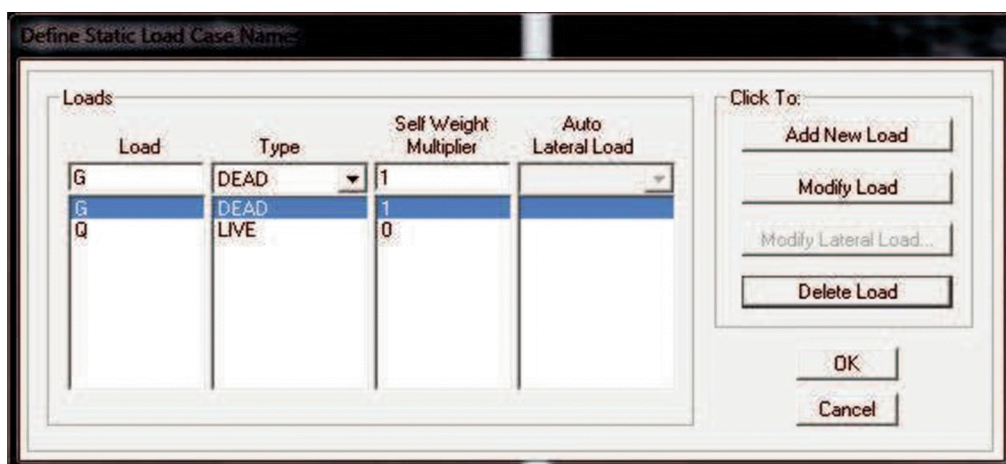 Define Static Load Case Names
Loads
Load Type Self Weight Multiplier Auto Lateral Load
G DEAD 1
G DEAD 1
Q LIVE 0
Click To:
Add New Load
Modify Load
Modify Lateral Load...
Delete Load
OK
Cancel